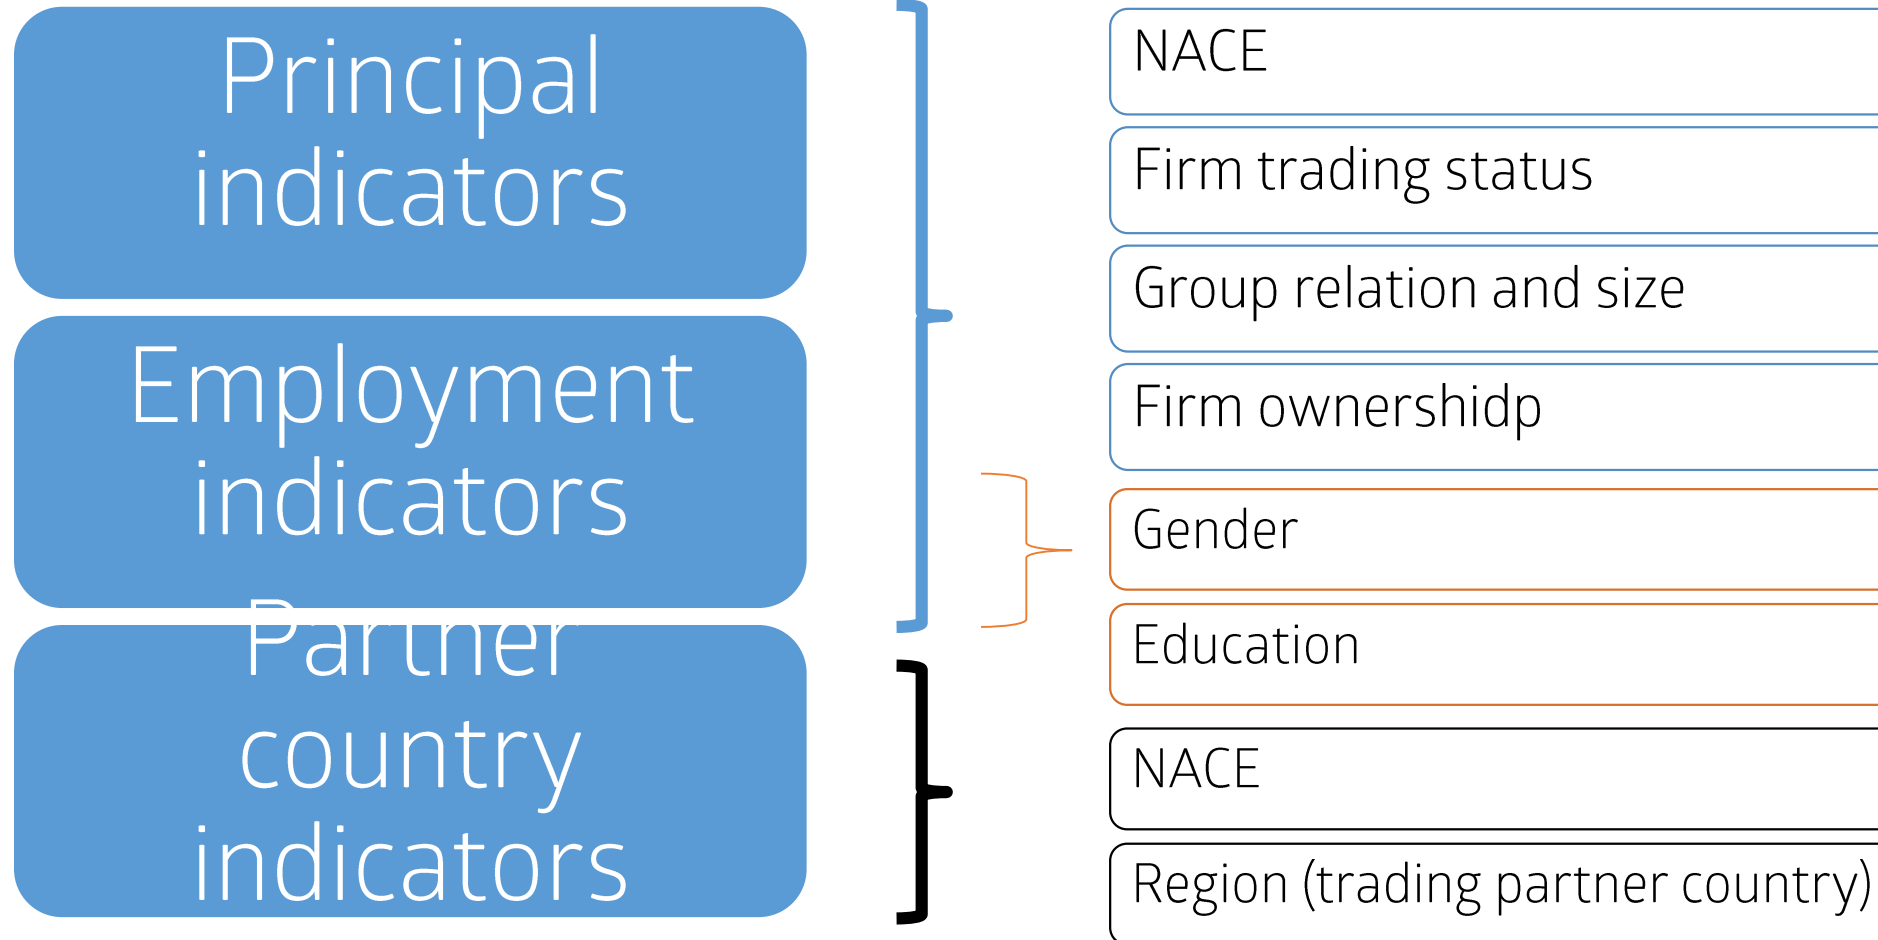 Principal
indicators
Employment
indicators
Partner
country
indicators
NACE
Firm trading status
Group relation and size
Firm ownershidp
Gender
Education
NACE
Region (trading partner country)